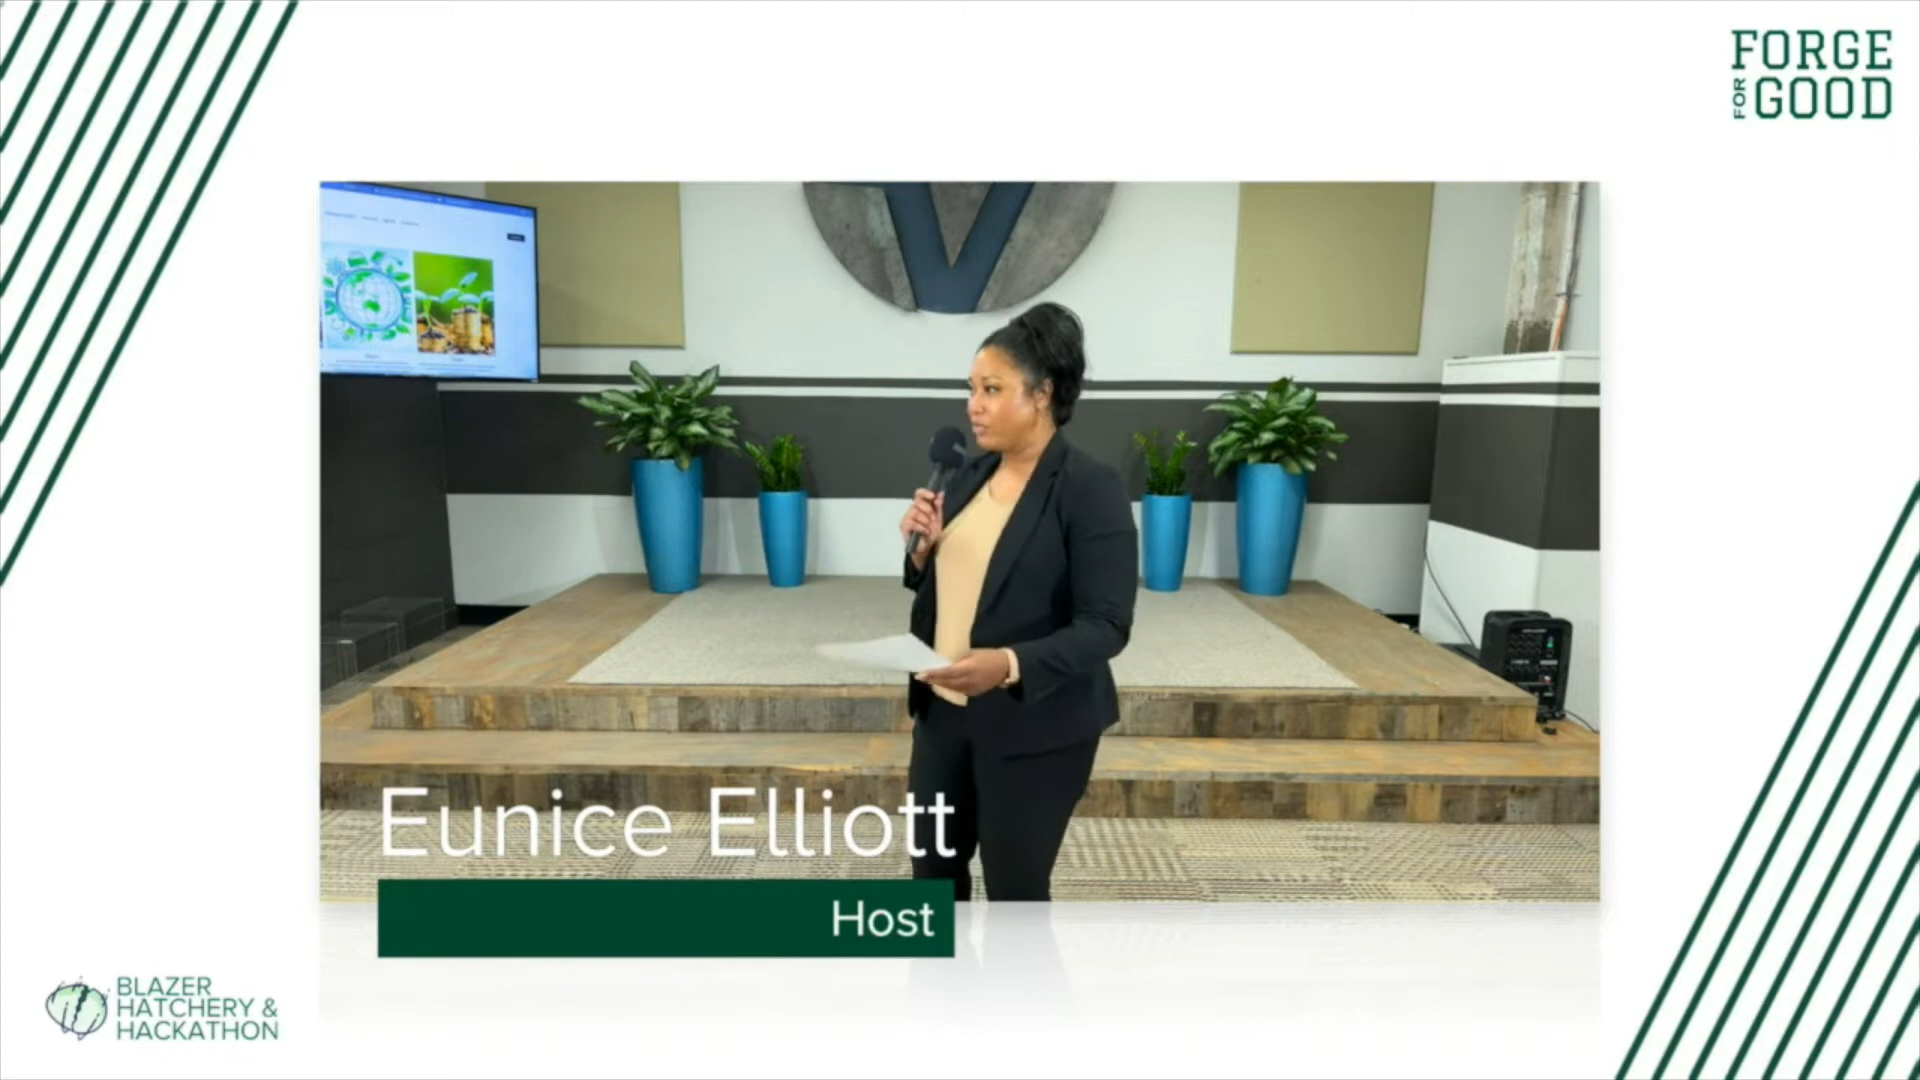 FORGE
FOR GOOD
V
Eunice Elliott
Host
BLAZER
HATCHERY &
HACKATHON